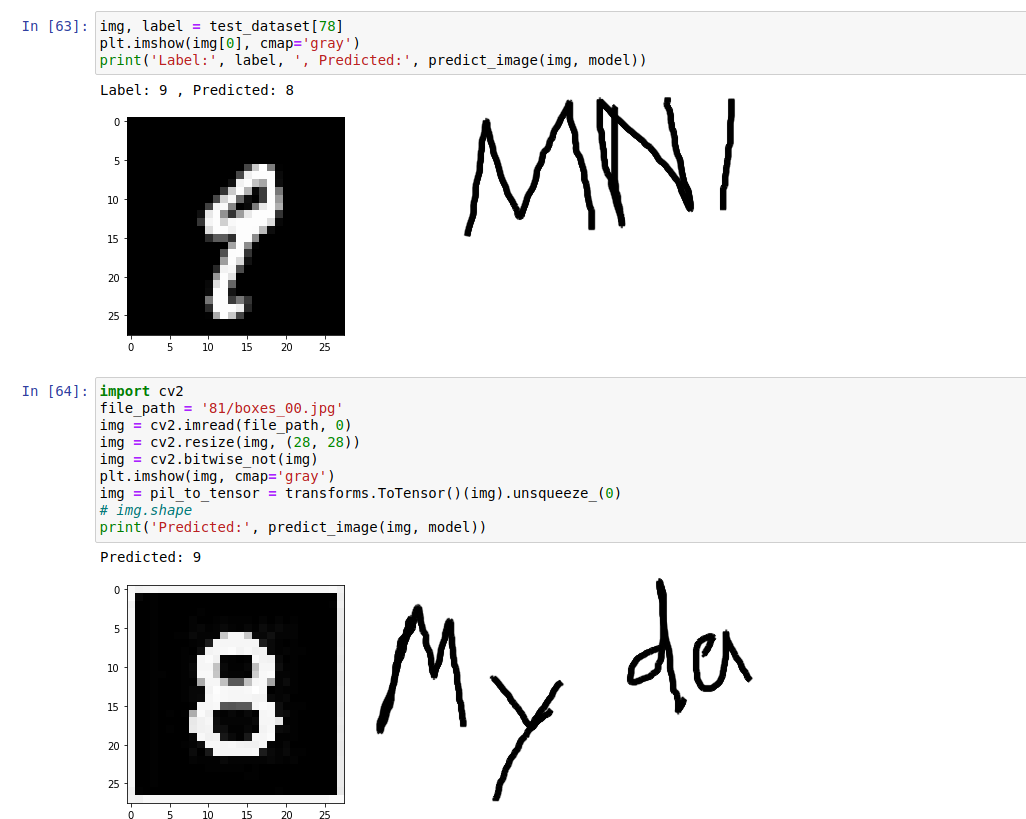 In [63]: img, label = test_dataset[78]
plt.imshow(img[0], cmap='gray')
print('Label:', label, ', Predicted:', predict_image(img, model))
Label: 9 , Predicted: 8
MNI
0
5
10
15
20
25
0 5 10 15 20 25
In [64]: import cv2
file_path = '81/boxes_00.jpg'
img = cv2.imread(file_path, 0)
img = cv2.resize(img, (28, 28))
img = cv2.bitwise_not(img)
plt.imshow(img, cmap='gray')
img = pil_to_tensor = transforms.ToTensor()(img).unsqueeze_(0)
# img.shape
print('Predicted:', predict_image(img, model))
Predicted: 9
My da
0
5
10
15
20
25
8
0 5 10 15 20 25